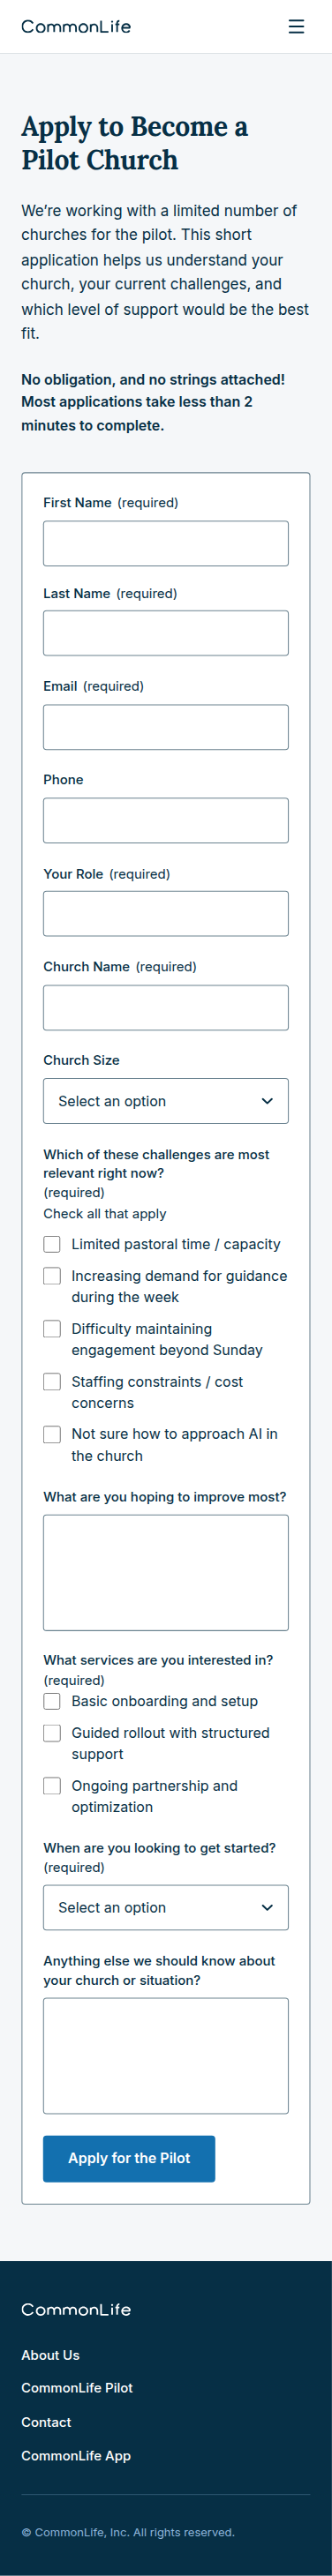 CommonLife
Apply to Become a
Pilot Church
We’re working with a limited number of
churches for the pilot. This short
application helps us understand your
church, your current challenges, and
which level of support would be the best
fit.
No obligation, and no strings attached!
Most applications take less than 2
minutes to complete.
First Name (required)
Last Name (required)
Email (required)
Phone
Your Role (required)
Church Name (required)
Church Size
Select an option
Which of these challenges are most
relevant right now?
(required)
Check all that apply
Limited pastoral time / capacity
Increasing demand for guidance
during the week
Difficulty maintaining
engagement beyond Sunday
Staffing constraints / cost
concerns
Not sure how to approach AI in
the church
What are you hoping to improve most?
What services are you interested in?
(required)
Basic onboarding and setup
Guided rollout with structured
support
Ongoing partnership and
optimization
When are you looking to get started?
(required)
Select an option
Anything else we should know about
your church or situation?
Apply for the Pilot
CommonLife
About Us
CommonLife Pilot
Contact
CommonLife App
© CommonLife, Inc. All rights reserved.